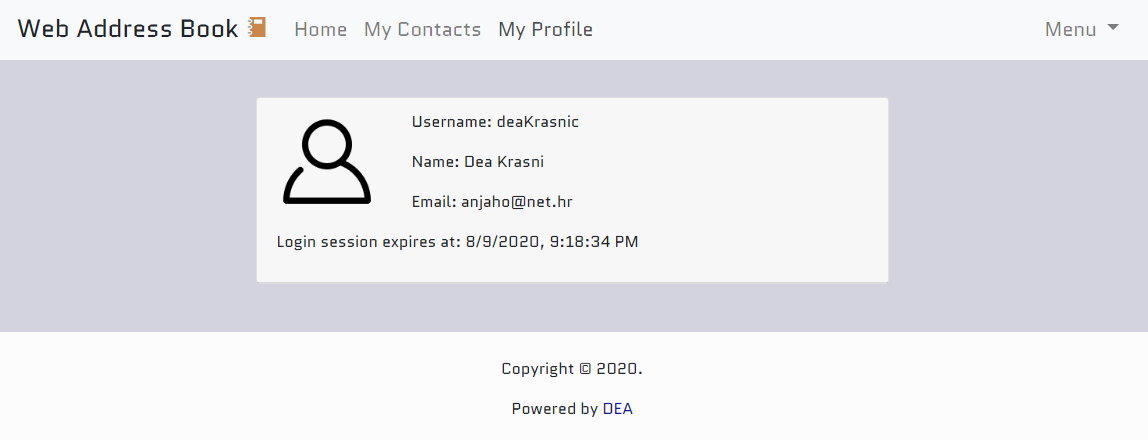 Web Address Book Home My Contacts My Profile Menu
Username: deaKrasnic
Name: Dea Krasni
Email: anjaho@net.hr
Login session expires at: 8/9/2020, 9:18:34 PM
Copyright © 2020.
Powered by DEA